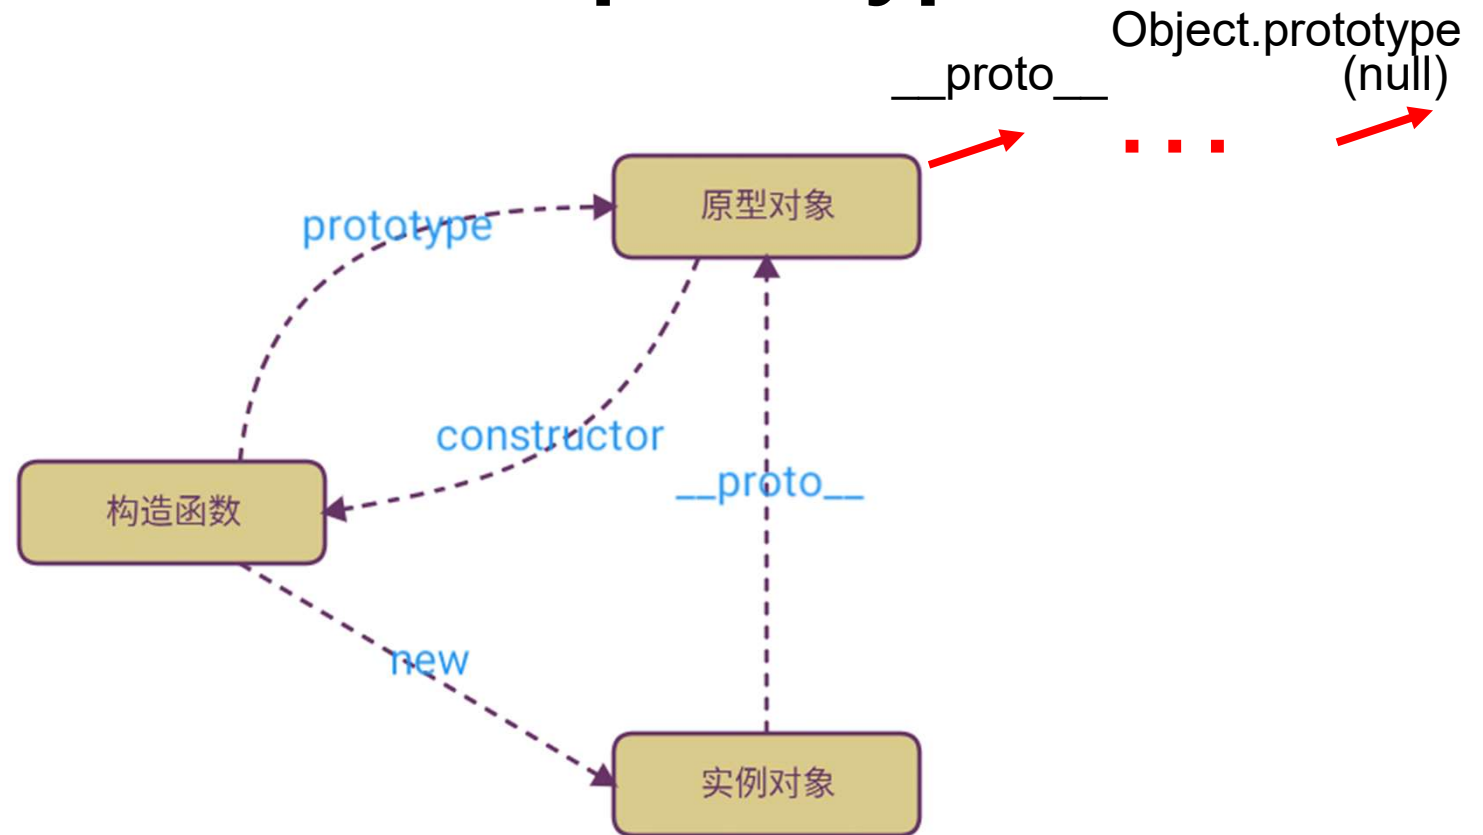 Object.prototype
__proto__
(null)
原型对象
prototype
constructor
__proto__
构造函数
new
实例对象